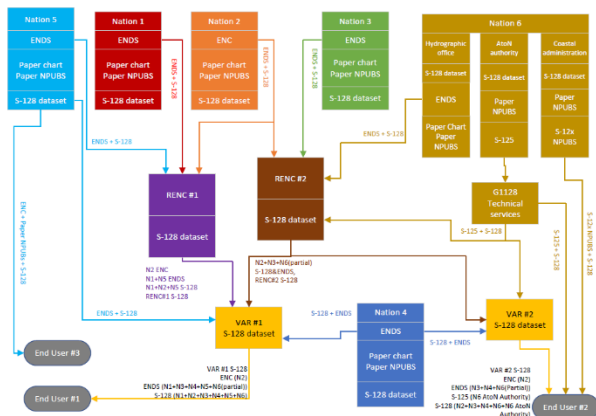 Nation 5
ENDS
Paper chart
Paper NPUBS
S-128 dataset
Nation 1
ENDS
Paper chart
Paper NPUBS
S-128 dataset
Nation 2
ENC
Paper chart
Paper NPUBS
S-128 dataset
Nation 3
ENDS
Paper chart
Paper NPUBS
S-128 dataset
Nation 6
Hydrographic
office
S-128 dataset
ENDS
Paper Chart
Paper NPUBS
AtoN
authority
S-128 dataset
Paper
NPUBS
S-125
Coastal
administration
S-128 dataset
Paper
NPUBS
S-12x
NPUBS
ENDS + S-128
ENDS + S-128
ENDS + S-128
ENDS + S-128
ENDS + S-128
ENDS + S-128
RENC #1
S-128 dataset
RENC #2
S-128 dataset
G1128
Technical
services
ENC + Paper NPUBs + S-128
S-125 + S-128
S-125 + S-128
S-12x NPUBS + S-128
N2 ENC
N1+N5 ENDS
N1+N2+N5 S-128
RENC#1 S-128
N2+N3+N6(partial)
S-128&ENDS,
RENC#2 S-128
ENDS + S-128
VAR #1
S-128 dataset
S-128 + ENDS
Nation 4
ENDS
Paper chart
Paper NPUBS
S-128 dataset
S-128 + ENDS
VAR #2
S-128 dataset
End User #3
End User #1
VAR #1 S-128
ENC (N2)
ENDS (N1+N3+N4+N5+N6(Partial))
S-128 (N1+N2+N3+N4+N5+N6)
VAR #2 S-128
ENC (N2)
ENDS (N3+N4+N6(Partial))
S-125 (N6 AtoN Authority)
S-128 (N2+N3+N4+N6+N6 AtoN
Authority)
End User #2